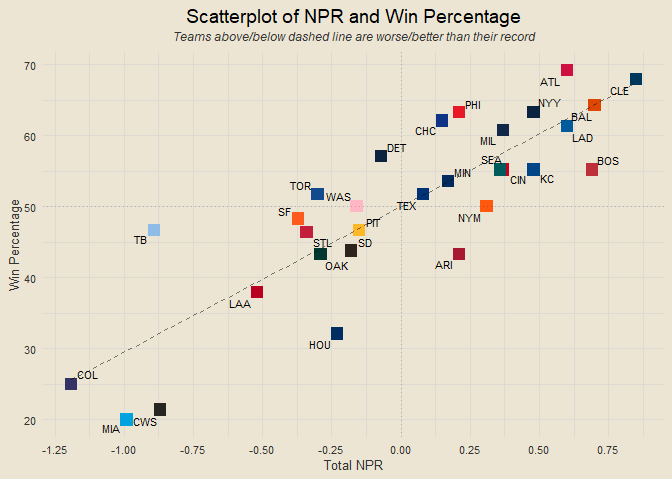 Scatterplot of NPR and Win Percentage
Teams above/below dashed line are worse/better than their record
70
ATL
CLE
NYY
PHI
BAL
60
CHC
MIL
LAD
DET
SEA
BOS
MIN
CIN
KC
TOR
WAS
TEX
50
SF
PIT
NYM
TB
STL
SD
OAK
ARI
40
LAA
HOU
30
COL
MIA
CWS
20
-1.25
-1.00
-0.75
-0.50
-0.25
0.00
0.25
0.50
0.75
Total NPR
Win Percentage